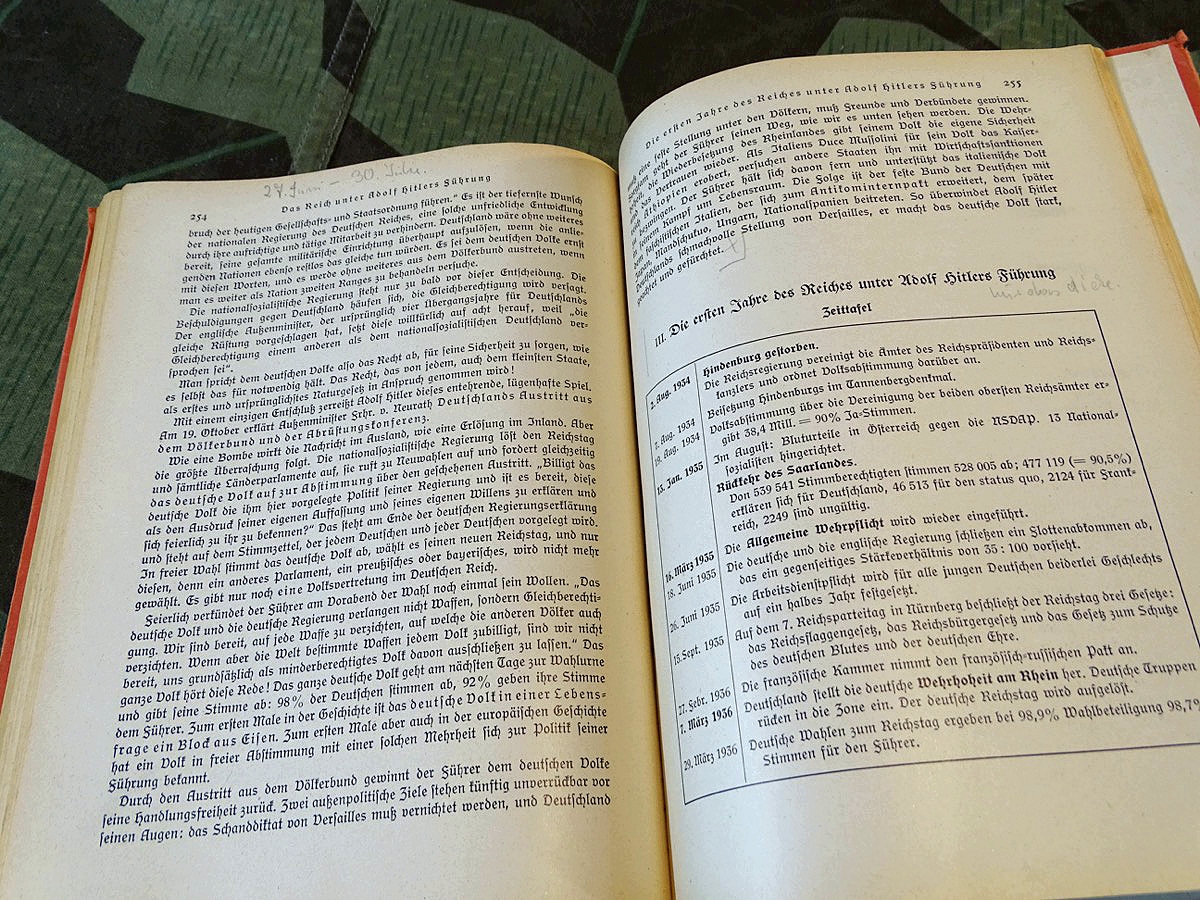 27. Juni – 30. Juni.
254 Das Reich unter Adolf Hitlers Führung
bruch der heutigen Gesellschafts- und Staatsordnung führen.“ Es ist der tiefernste Wunsch
der nationalen Regierung des Deutschen Reiches, eine solche unfriedliche Entwicklung
durch ihre aufrichtige und tätige Mitarbeit zu verhindern. Deutschland wäre ohne weiteres
bereit, seine gesamte militärische Einrichtung überhaupt aufzulösen, wenn die anlie-
genden Nationen ebenso restlos das gleiche tun würden. Es sei dem deutschen Volke ernst
mit diesen Worten, und es werde ohne weiteres aus dem Völkerbund austreten, wenn
man es weiter als Nation zweiten Ranges zu behandeln versuche.
Die nationalsozialistische Regierung steht nur zu bald vor dieser Entscheidung. Die
Beschuldigungen gegen Deutschland häufen sich, die Gleichberechtigung wird versagt.
Der englische Außenminister, der ursprünglich vier Übergangsjahre für Deutschlands
gleiche Rüstung vorgeschlagen hat, setzt diese willkürlich auf acht herauf, weil „die
Gleichberechtigung einem anderen als dem nationalsozialistischen Deutschland ver-
sprochen sei“.
Man spricht dem deutschen Volke also das Recht ab, für seine Sicherheit zu sorgen, wie
es selbst das für notwendig hält. Das Recht, das von jedem, auch dem kleinsten Staate,
als erstes und ursprünglichstes Naturgesetz in Anspruch genommen wird!
Mit einem einzigen Entschluß zerreißt Adolf Hitler dieses entehrende, lügenhafte Spiel.
Am 19. Oktober erklärt Außenminister Frhr. v. Neurath Deutschlands Austritt aus
dem Völkerbund und der Abrüstungskonferenz.
Wie eine Bombe wirkt die Nachricht im Ausland, wie eine Erlösung im Inland. Aber
die größte Überraschung folgt. Die nationalsozialistische Regierung löst den Reichstag
und sämtliche Länderparlamente auf, sie ruft zu Neuwahlen auf und fordert gleichzeitig
das deutsche Volk auf zur Abstimmung über den geschehenen Austritt. „Billigt das
deutsche Volk die ihm hier vorgelegte Politik seiner Regierung und ist es bereit, diese
als den Ausdruck seiner eigenen Auffassung und seines eigenen Willens zu erklären und
sich feierlich zu ihr zu bekennen?“ Das steht am Ende der deutschen Regierungserklärung
und steht auf dem Stimmzettel, der jedem Deutschen und jeder Deutschen vorgelegt wird.
In freier Wahl stimmt das deutsche Volk ab, wählt es seinen neuen Reichstag, und nur
diesen, denn ein anderes Parlament, ein preußisches oder bayerisches, wird nicht mehr
gewählt. Es gibt nur noch eine Volksvertretung im Deutschen Reich.
Feierlich verkündet der Führer am Vorabend der Wahl noch einmal sein Wollen. „Das
deutsche Volk und die deutsche Regierung verlangen nicht Waffen, sondern Gleichberechti-
gung. Wir sind bereit, auf jede Waffe zu verzichten, auf welche die anderen Völker auch
verzichten. Wenn aber die Welt bestimmte Waffen jedem Volk zubilligt, sind wir nicht
bereit, uns grundsätzlich als minderberechtigtes Volk davon ausschließen zu lassen.“ Das
ganze Volk hört diese Rede! Das ganze deutsche Volk geht am nächsten Tage zur Wahlurne
und gibt seine Stimme ab: 98% der Deutschen stimmen ab, 92% geben ihre Stimme
dem Führer. Zum ersten Male in der Geschichte ist das deutsche Volk in einer Lebens-
frage ein Block aus Eisen. Zum ersten Male aber auch in der europäischen Geschichte
hat ein Volk in freier Abstimmung mit einer solchen Mehrheit sich zur Politik seiner
Führung bekannt.
Durch den Austritt aus dem Völkerbund gewinnt der Führer dem deutschen Volke
seine Handlungsfreiheit zurück. Zwei außenpolitische Ziele stehen künftig unverrückbar vor
seinen Augen: das Schanddiktat von Versailles muß vernichtet werden, und Deutschland
Die ersten Jahre des Reiches unter Adolf Hitlers Führung 255
muß eine feste Stellung unter den Völkern, muß Freunde und Verbündete gewinnen.
geht der Führer seinen Weg, wie wir es unten sehen werden. Die Wehr-
die Wiederbesetzung des Rheinlandes gibt seinem Volk die eigene Sicherheit
das Vertrauen wieder. Als Italiens Duce Mussolini für sein Volk das Kaiser-
Äthiopien erobert, versuchen andere Staaten ihn mit Wirtschaftssanktionen
zwingen. Der Führer hält sich davon fern und unterstützt das italienische Volk
seinem Kampf um Lebensraum. Die Folge ist der feste Bund der Deutschen mit
dem faschistischen Italien, der sich zum Antikominternpakt erweitert, dem später
Japan, Mandschukuo, Ungarn, Nationalspanien beitreten. So überwindet Adolf Hitler
Deutschlands schmachvolle Stellung von Versailles, er macht das deutsche Volk stark,
geachtet und gefürchtet.
III. Die ersten Jahre des Reiches unter Adolf Hitlers Führung
Zeittafel
2. Aug. 1934 Hindenburg gestorben.
Die Reichsregierung vereinigt die Ämter des Reichspräsidenten und Reichs-
kanzlers und ordnet Volksabstimmung darüber an.
7. Aug. 1934 Beisetzung Hindenburgs im Tannenbergdenkmal.
19. Aug. 1934 Volksabstimmung über die Vereinigung der beiden obersten Reichsämter er-
gibt 38,4 Mill. = 90% Ja-Stimmen.
Im August: Bluturteile in Österreich gegen die NSDAP. 13 National-
sozialisten hingerichtet.
13. Jan. 1935 Rückkehr des Saarlandes.
Von 539 541 Stimmberechtigten stimmen 528 005 ab; 477 119 (= 90,5%)
erklären sich für Deutschland, 46 513 für den status quo, 2124 für Frank-
reich, 2249 sind ungültig.
16. März 1935 Die Allgemeine Wehrpflicht wird wieder eingeführt.
18. Juni 1935 Die deutsche und die englische Regierung schließen ein Flottenabkommen ab,
das ein gegenseitiges Stärkeverhältnis von 35 : 100 vorsieht.
26. Juni 1935 Die Arbeitsdienstpflicht wird für alle jungen Deutschen beiderlei Geschlechts
auf ein halbes Jahr festgesetzt.
15. Sept. 1935 Auf dem 7. Reichsparteitag in Nürnberg beschließt der Reichstag drei Gesetze:
das Reichsflaggengesetz, das Reichsbürgergesetz und das Gesetz zum Schutze
des deutschen Blutes und der deutschen Ehre.
27. Febr. 1936 Die französische Kammer nimmt den französisch-russischen Pakt an.
7. März 1936 Deutschland stellt die deutsche Wehrhoheit am Rhein her. Deutsche Truppen
rücken in die Zone ein. Der deutsche Reichstag wird aufgelöst.
29. März 1936 Deutsche Wahlen zum Reichstag ergeben bei 98,9% Wahlbeteiligung 98,7%
Stimmen für den Führer.